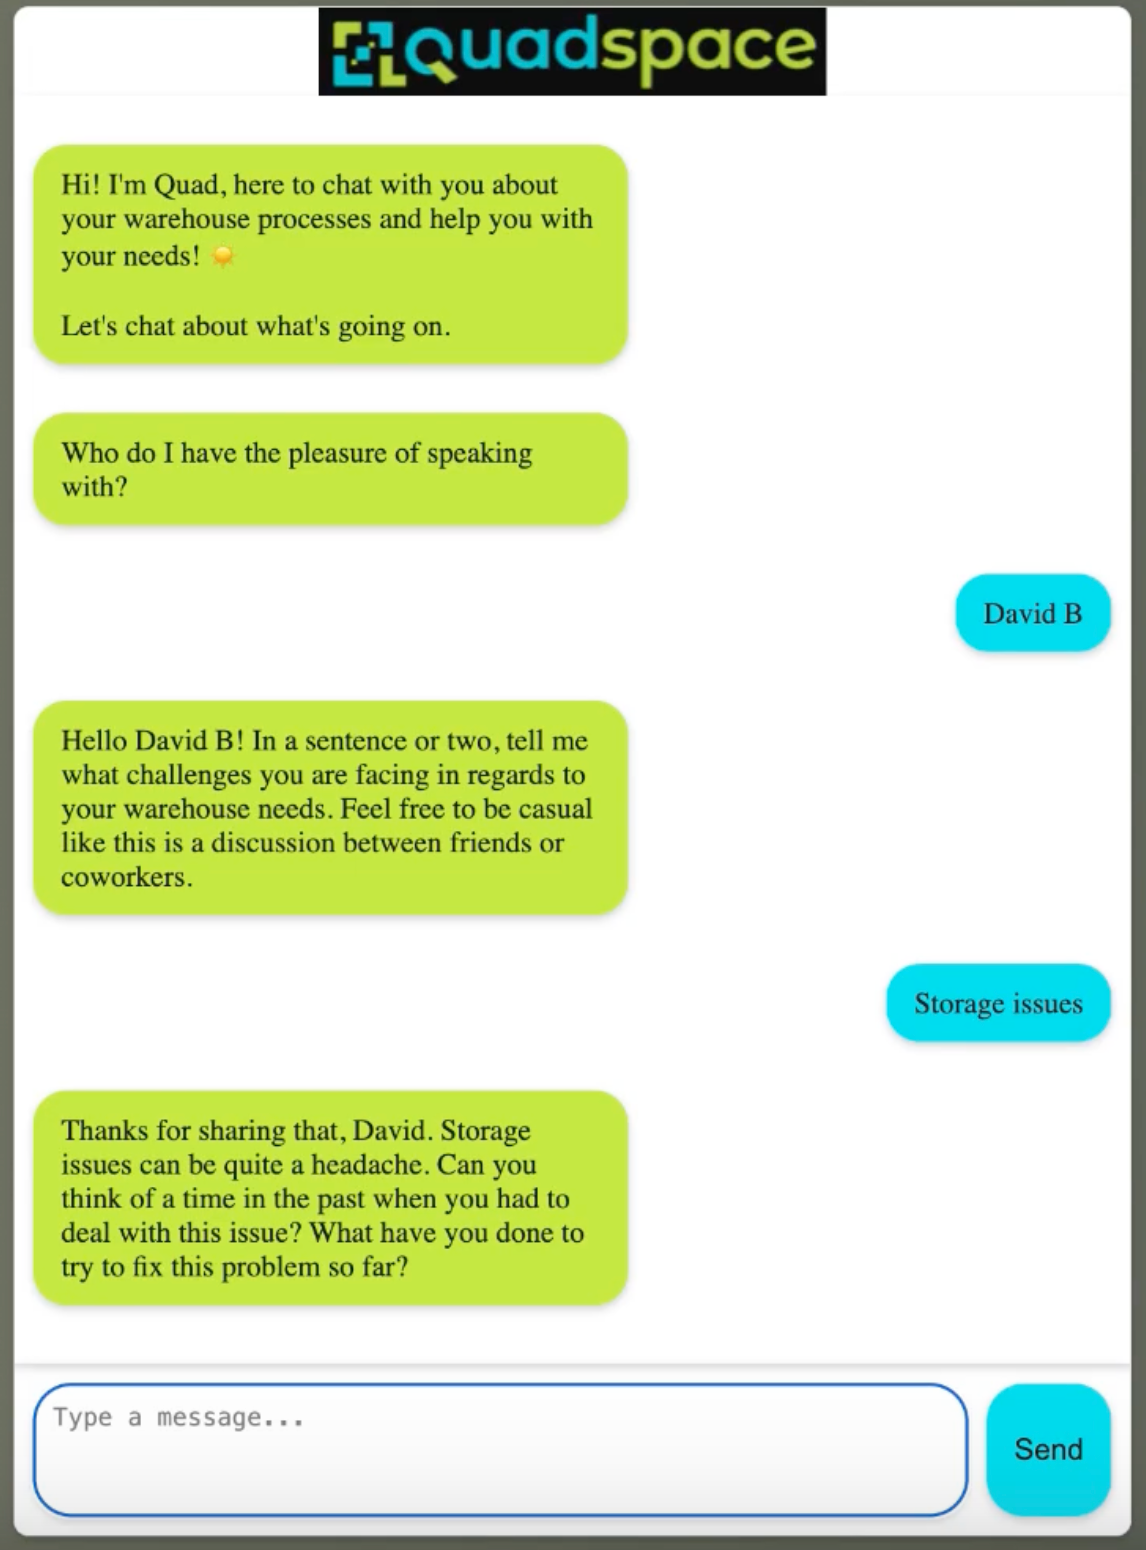 Quadspace
Hi! I'm Quad, here to chat with you about
your warehouse processes and help you with
your needs! ☀️
Let's chat about what's going on.
Who do I have the pleasure of speaking
with?
David B
Hello David B! In a sentence or two, tell me
what challenges you are facing in regards to
your warehouse needs. Feel free to be casual
like this is a discussion between friends or
coworkers.
Storage issues
Thanks for sharing that, David. Storage
issues can be quite a headache. Can you
think of a time in the past when you had to
deal with this issue? What have you done to
try to fix this problem so far?
Type a message...
Send